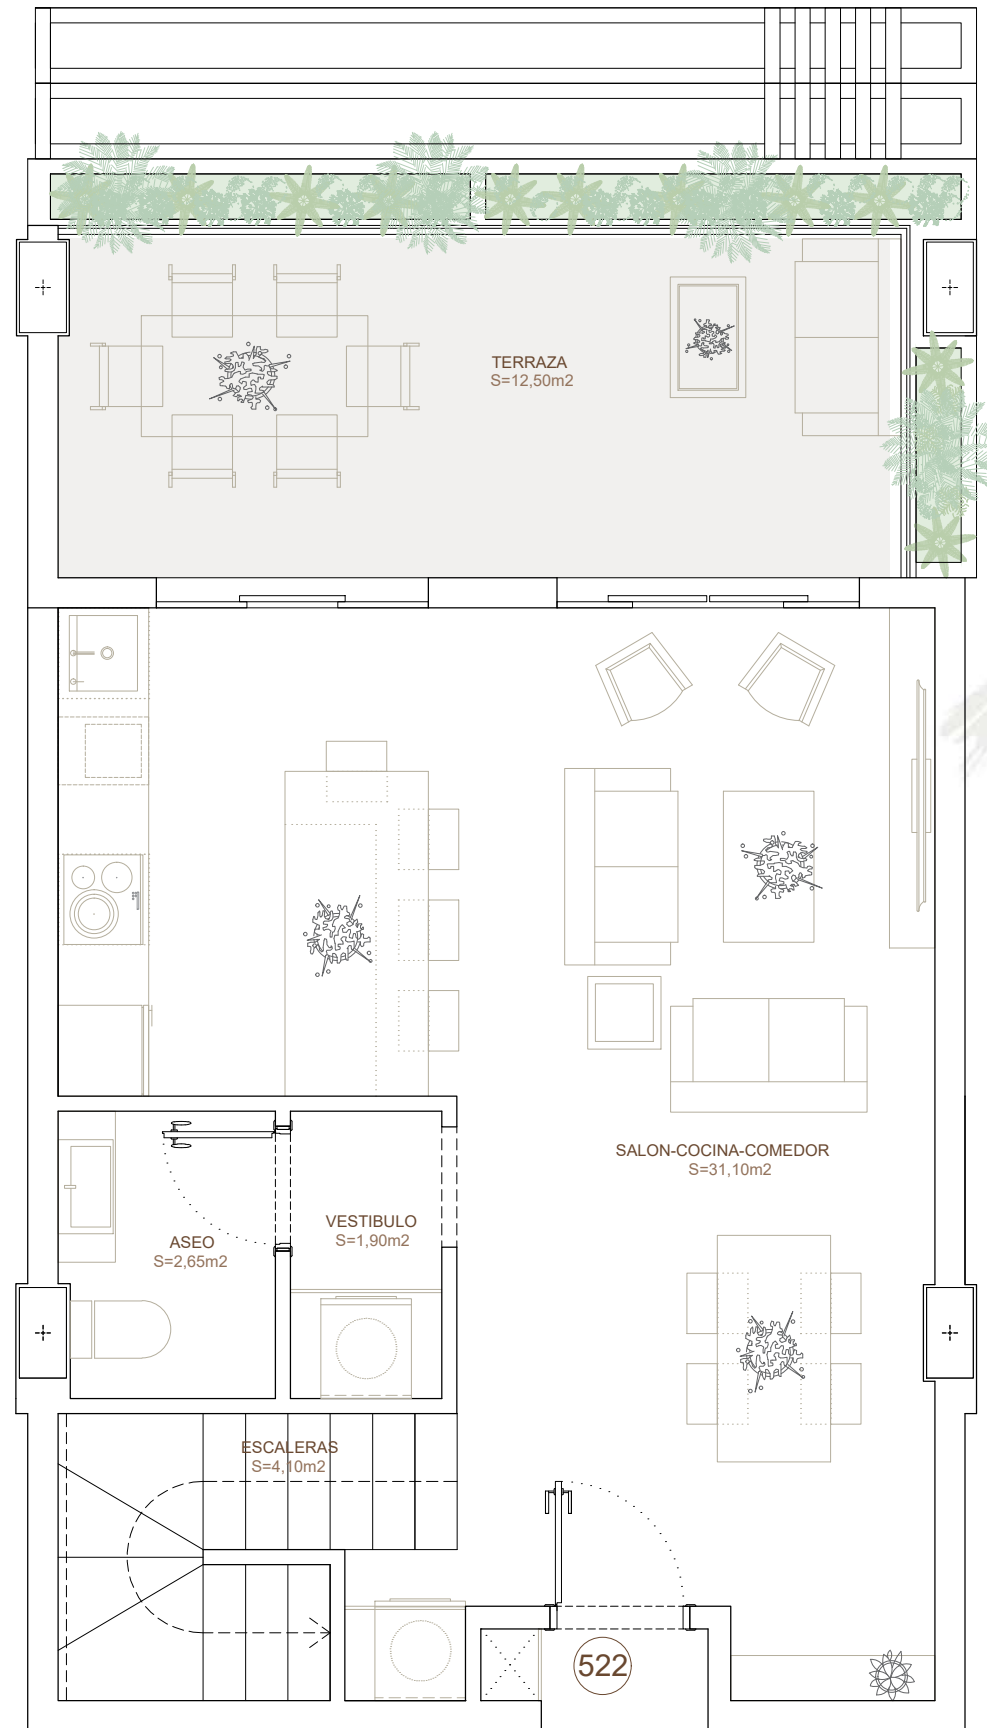 TERRAZA
S=12,50m2
SALON-COCINA-COMEDOR
S=31,10m2
VESTIBULO
S=1,90m2
ASEO
S=2,65m2
ESCALERAS
S=4,10m2
522